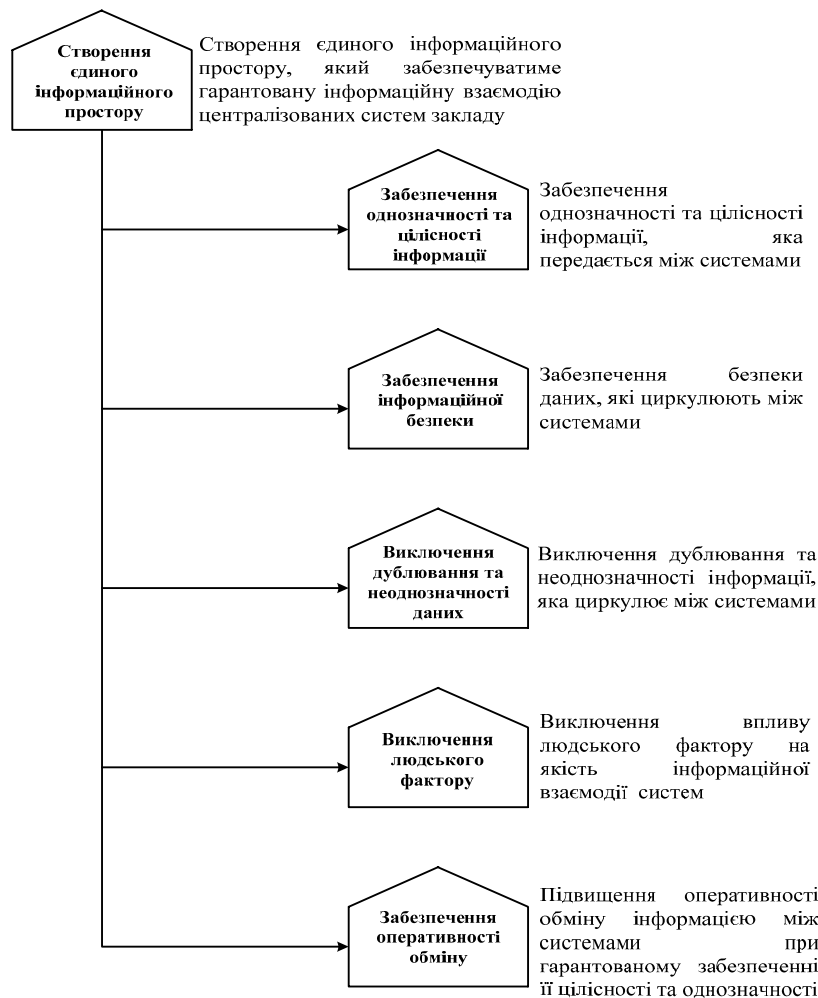 Створення
єдиного
інформаційного
простору
Створення єдиного інформаційного
простору, який забезпечуватиме
гарантовану інформаційну взаємодію
централізованих систем закладу
Забезпечення
однозначності та
цілісності
інформації
Забезпечення
однозначності та цілісності
інформації, яка
передається між системами
Забезпечення
інформаційної
безпеки
Забезпечення безпеки
даних, які циркулюють між
системами
Виключення
дублювання та
неоднозначності
даних
Виключення дублювання та
неоднозначності інформації,
яка циркулює між системами
Виключення
людського
фактору
Виключення впливу
людського фактору на
якість інформаційної
взаємодії систем
Забезпечення
оперативності
обміну
Підвищення оперативності
обміну інформацією між
системами при
гарантованому забезпеченні
її цілісності та однозначності